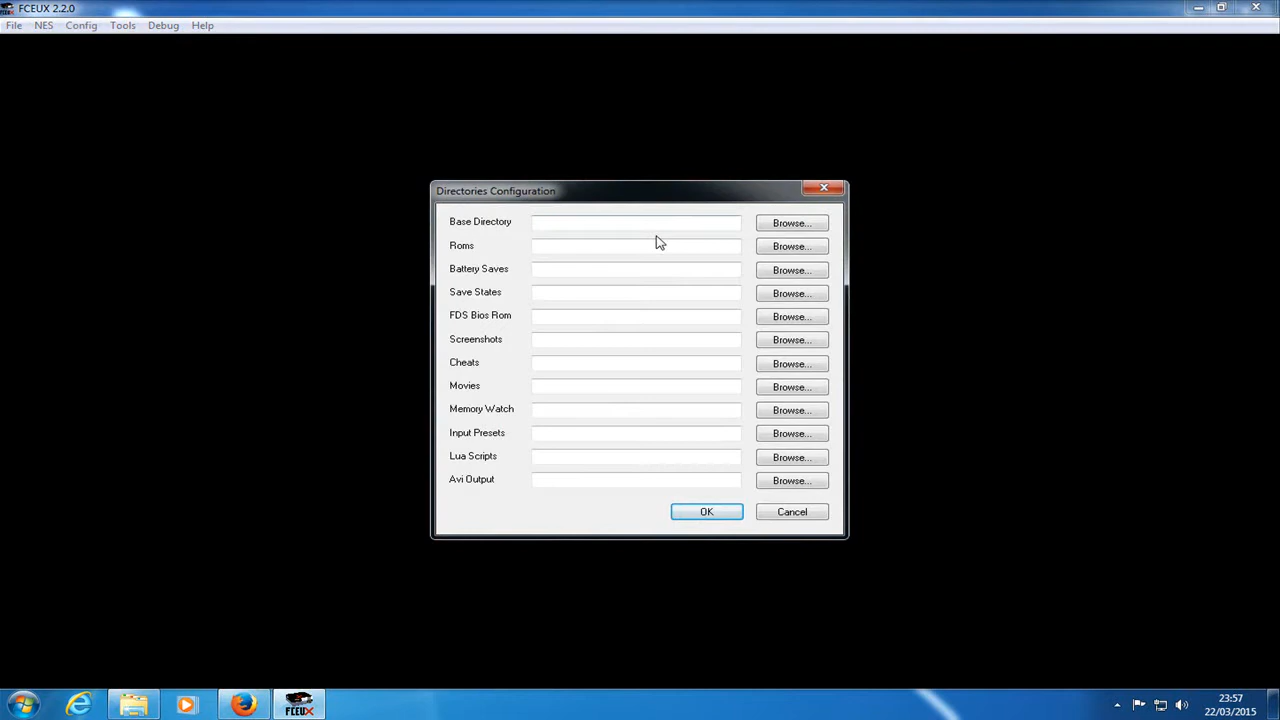 FCEUX 2.2.0
File NES Config Tools Debug Help
Directories Configuration
Base Directory Browse...
Roms Browse...
Battery Saves Browse...
Save States Browse...
FDS Bios Rom Browse...
Screenshots Browse...
Cheats Browse...
Movies Browse...
Memory Watch Browse...
Input Presets Browse...
Lua Scripts Browse...
Avi Output Browse...
OK Cancel
FCEUX
23:57
22/03/2015